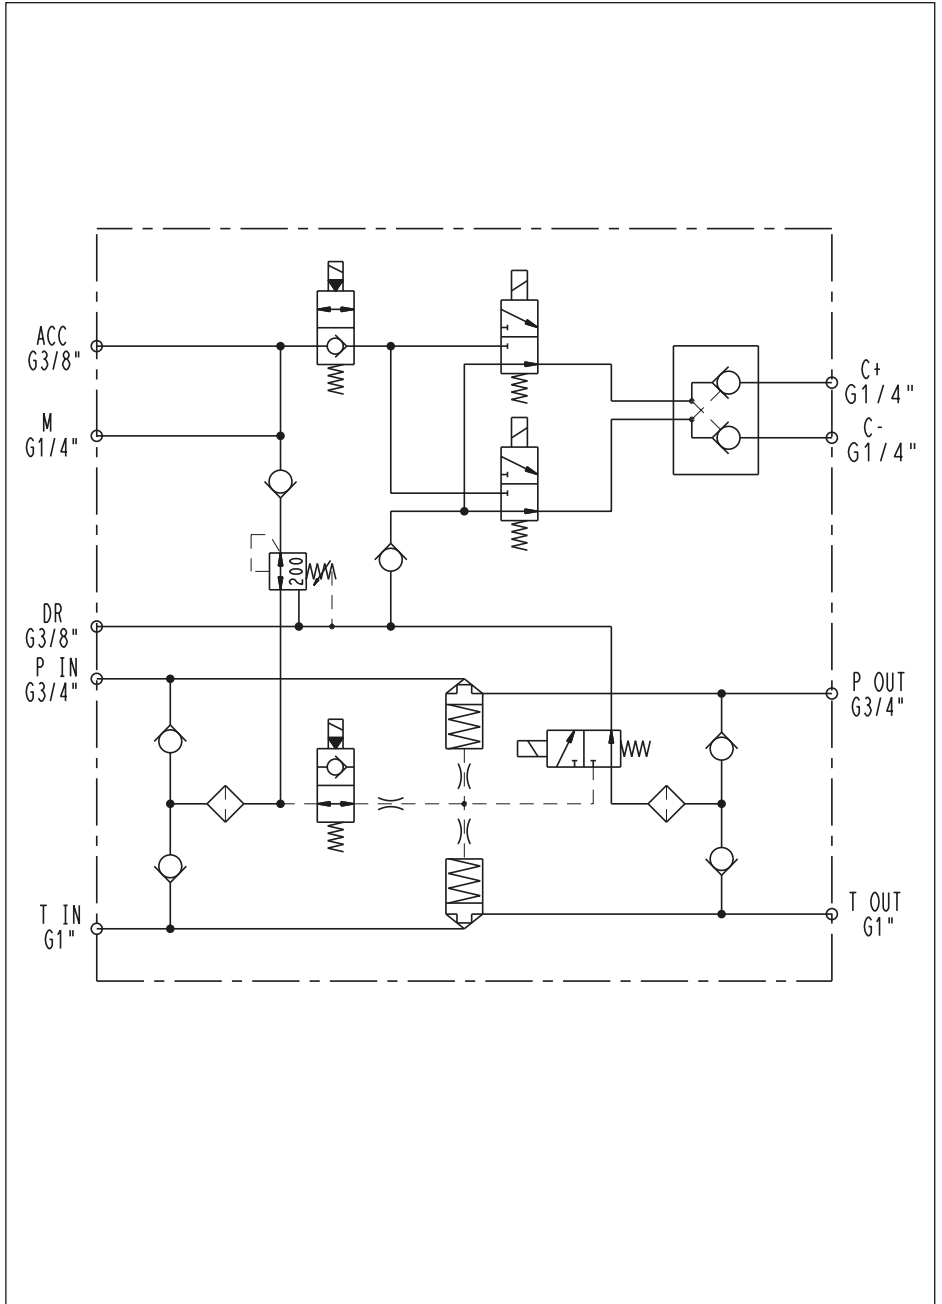 ACC
G3/8"
M
G1/4"
C+
G1/4"
C-
G1/4"
200
DR
G3/8"
P IN
G3/4"
P OUT
G3/4"
T IN
G1"
T OUT
G1"